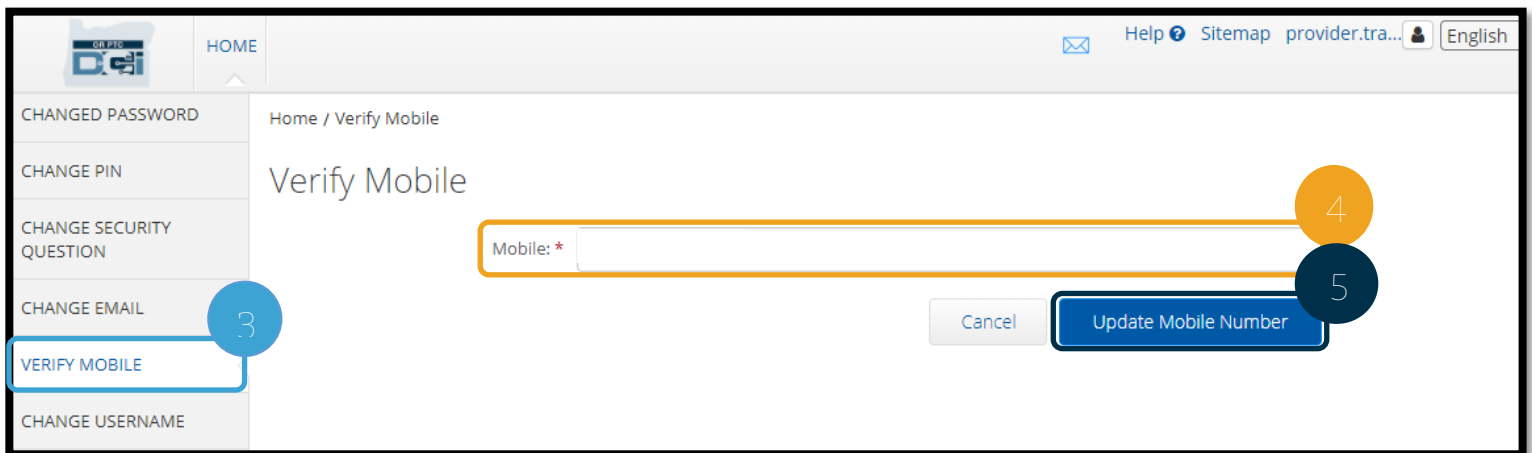 OR PTC
DCI
HOME
Help ? Sitemap provider.tra... English
CHANGED PASSWORD
CHANGE PIN
CHANGE SECURITY
QUESTION
CHANGE EMAIL
3
VERIFY MOBILE
CHANGE USERNAME
Home / Verify Mobile
Verify Mobile
4
Mobile: *
5
Cancel
Update Mobile Number